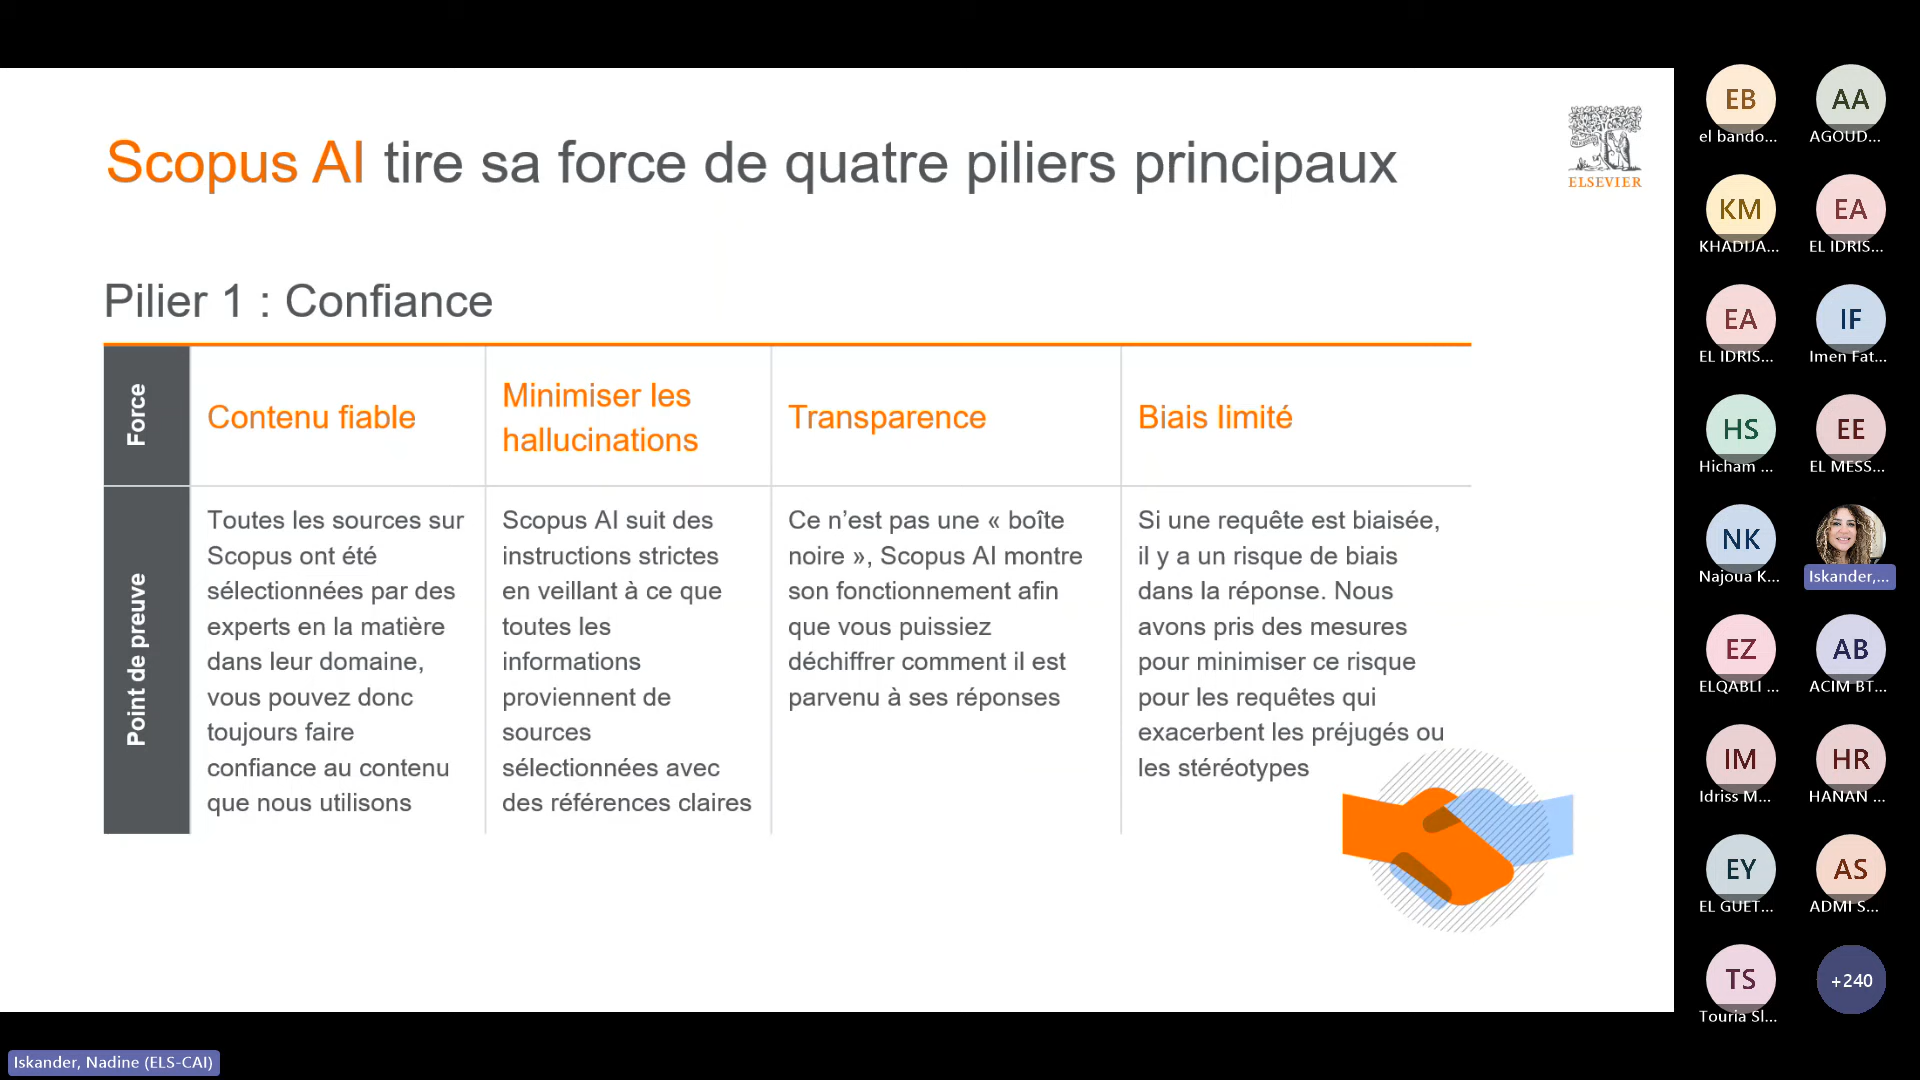 Scopus AI tire sa force de quatre piliers principaux
ELSEVIER
Pilier 1 : Confiance
Force
Contenu fiable
Minimiser les
hallucinations
Transparence
Biais limité
Point de preuve
Toutes les sources sur
Scopus ont été
sélectionnées par des
experts en la matière
dans leur domaine,
vous pouvez donc
toujours faire
confiance au contenu
que nous utilisons
Scopus AI suit des
instructions strictes
en veillant à ce que
toutes les
informations
proviennent de
sources
sélectionnées avec
des références claires
Ce n’est pas une « boîte
noire », Scopus AI montre
son fonctionnement afin
que vous puissiez
déchiffrer comment il est
parvenu à ses réponses
Si une requête est biaisée,
il y a un risque de biais
dans la réponse. Nous
avons pris des mesures
pour minimiser ce risque
pour les requêtes qui
exacerbent les préjugés ou
les stéréotypes
EB
el bando...
AA
AGOUD...
KM
KHADIJA...
EA
EL IDRIS...
EA
EL IDRIS...
IF
Imen Fat...
HS
Hicham ...
EE
EL MESS...
NK
Najoua K...
Iskander,...
EZ
ELQABLI ...
AB
ACIM BT...
IM
Idriss M...
HR
HANAN ...
EY
EL GUET...
AS
ADMI S...
TS
Touria Sl...
+240
Iskander, Nadine (ELS-CAI)